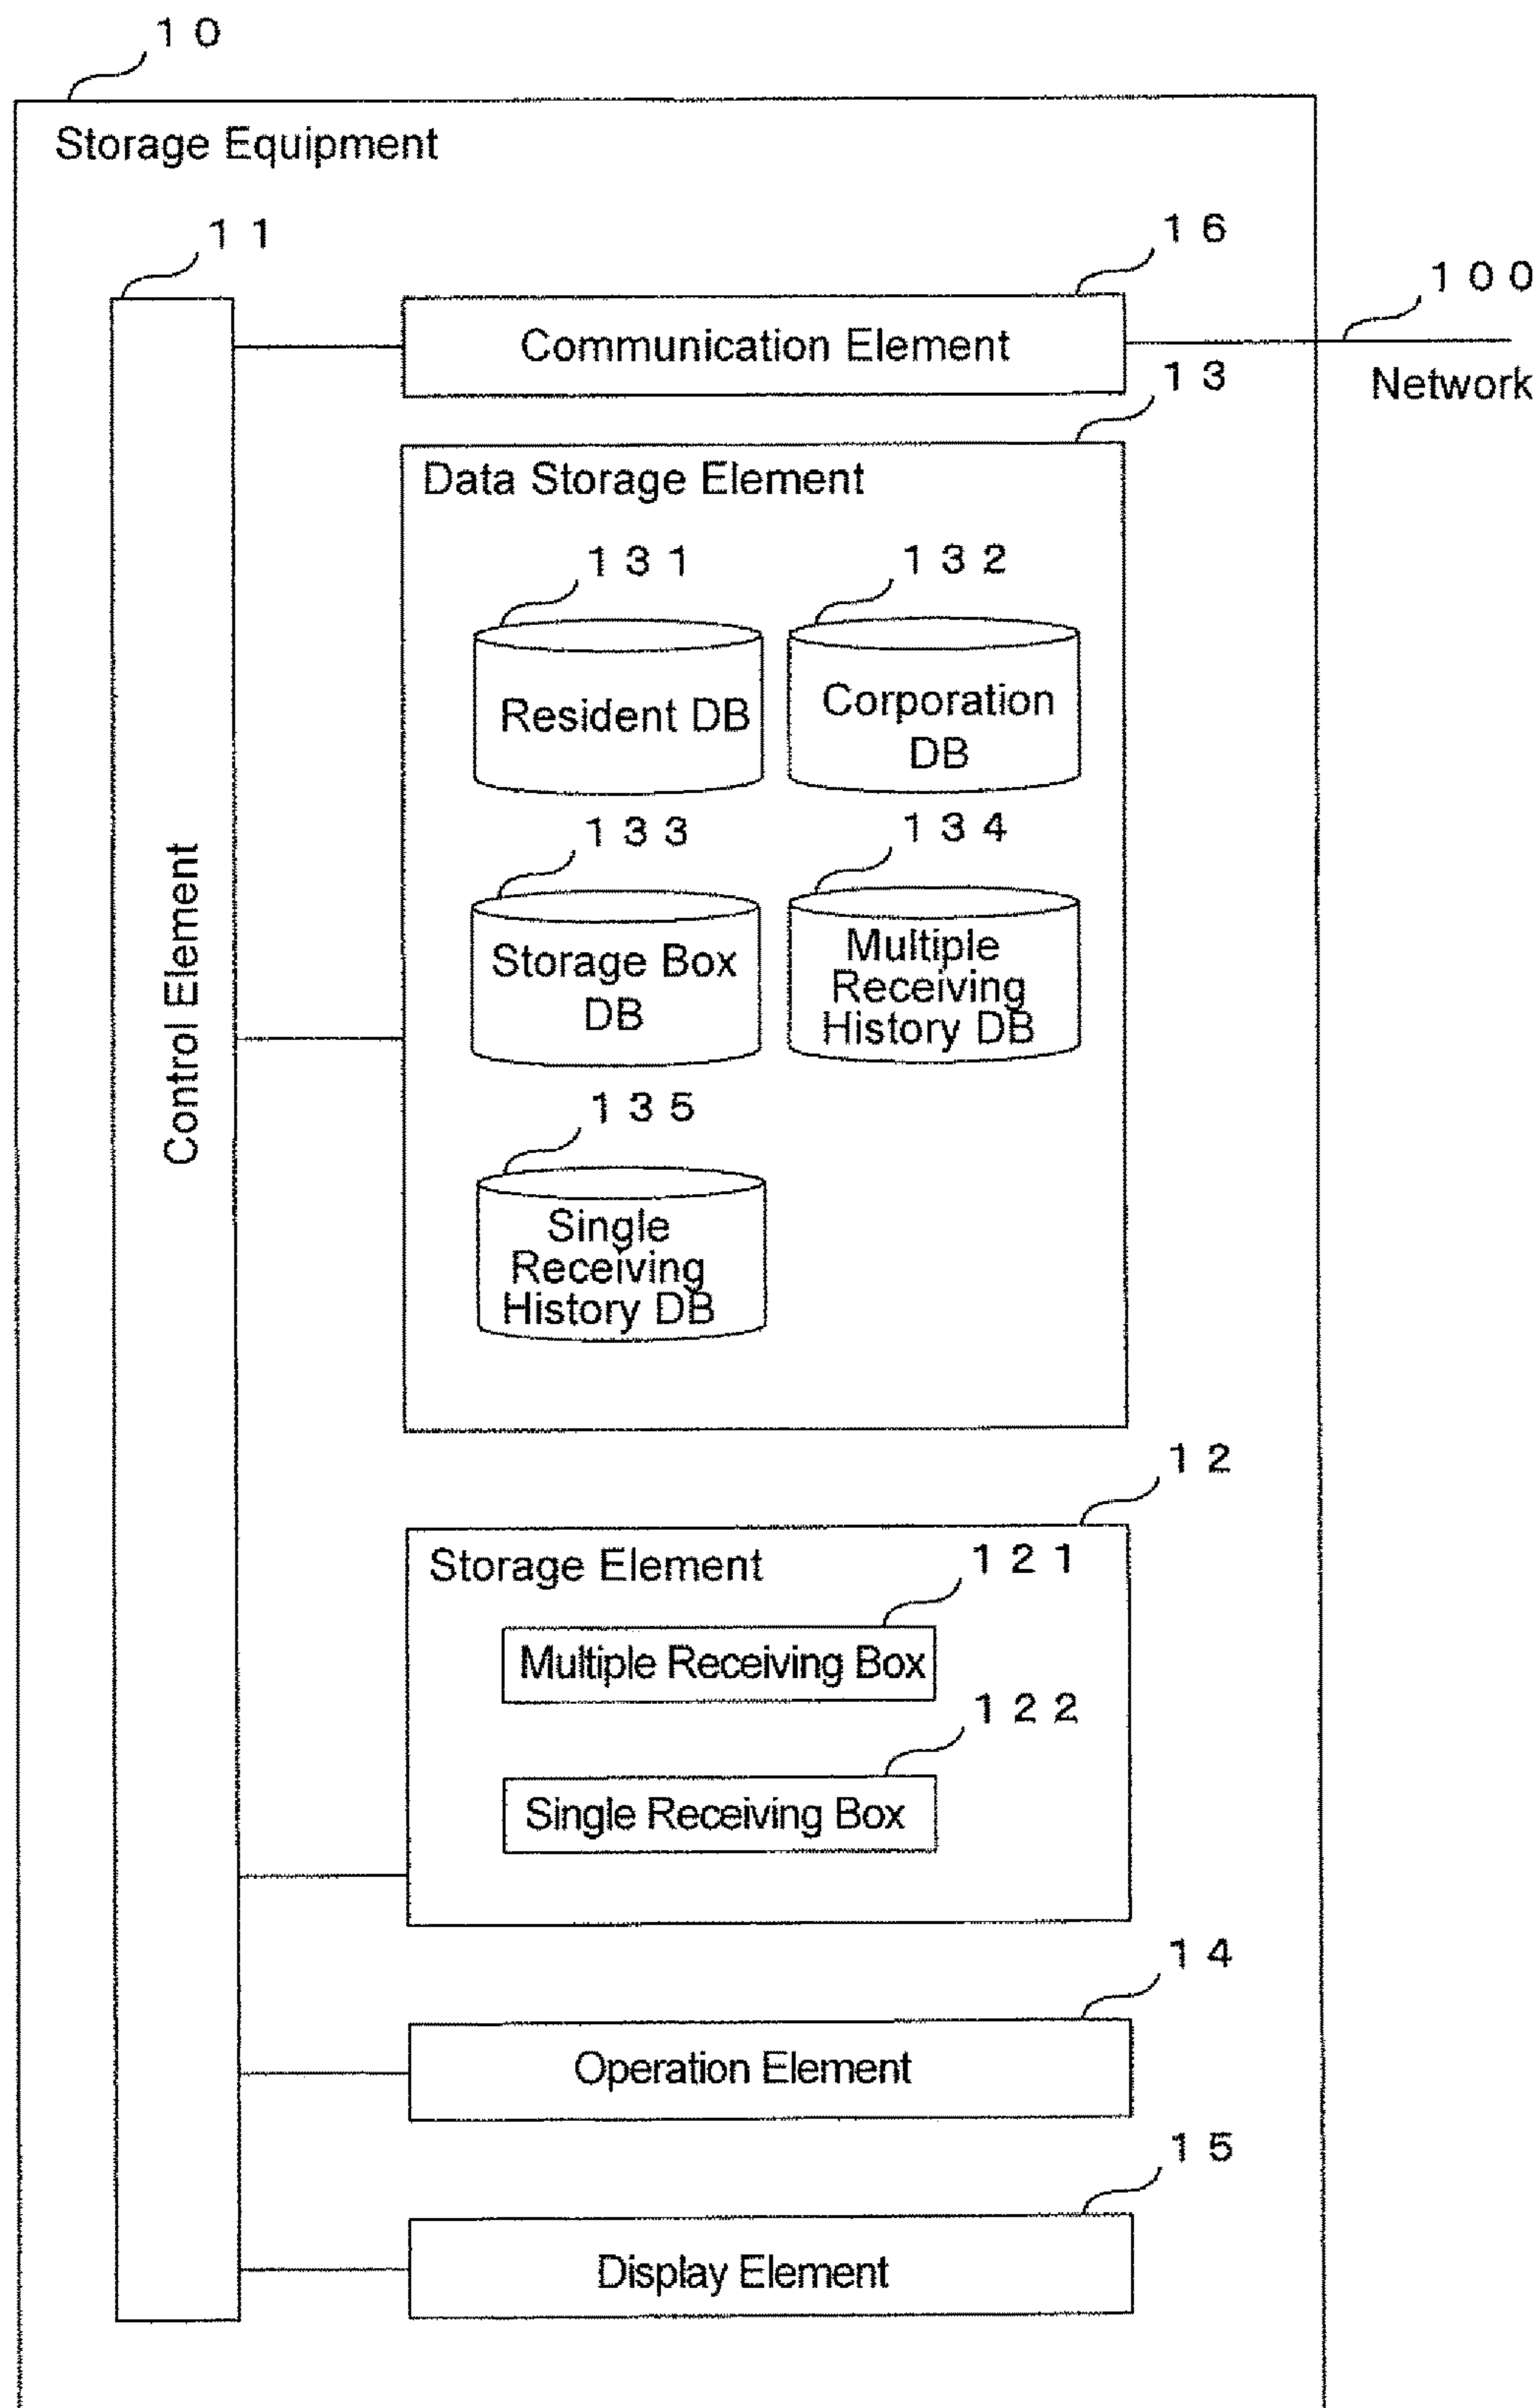 10
Storage Equipment
11
16
100
Communication Element
Network
13
Data Storage Element
131
132
Resident DB
Corporation
DB
133
134
Storage Box
DB
Multiple
Receiving
History DB
Control Element
135
Single
Receiving
History DB
12
Storage Element
121
Multiple Receiving Box
122
Single Receiving Box
14
Operation Element
15
Display Element